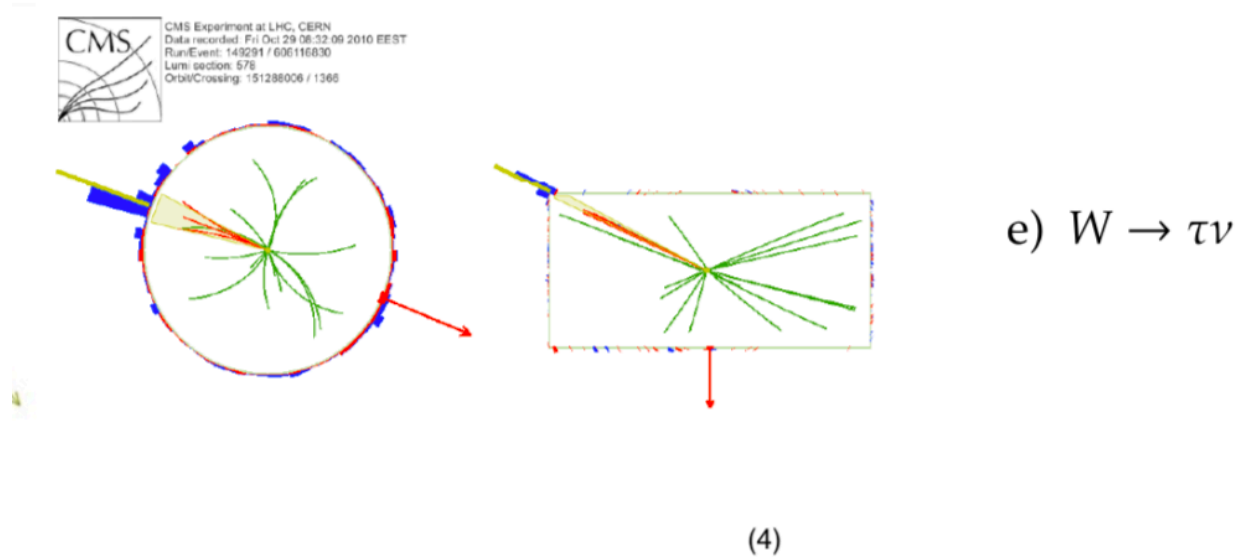 CMS
CMS Experiment at LHC, CERN
Data recorded: Fri Oct 29 08:32:09 2010 EEST
Run/Event: 149291 / 606116830
Lumi section: 578
Orbit/Crossing: 151288006 / 1366
e) W → τν
(4)